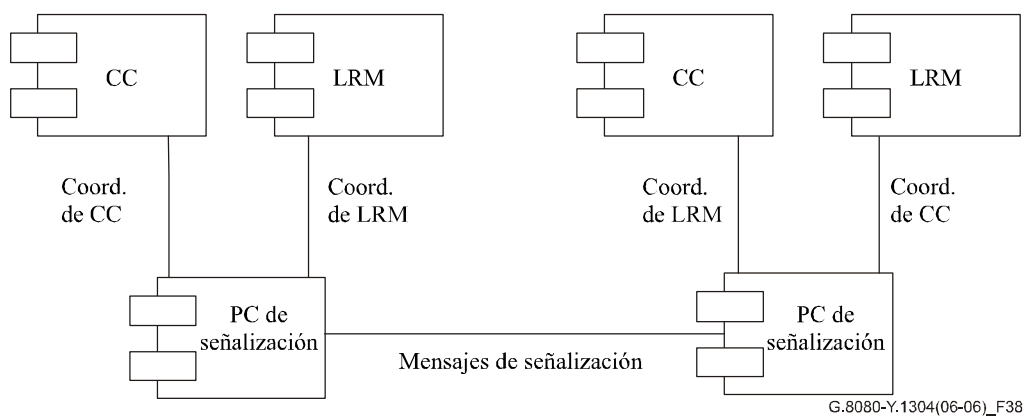 CC
LRM
CC
LRM
Coord.
de CC
Coord.
de LRM
Coord.
de LRM
Coord.
de CC
PC de
señalización
Mensajes de señalización
PC de
señalización
G.8080-Y.1304(06-06)_F38